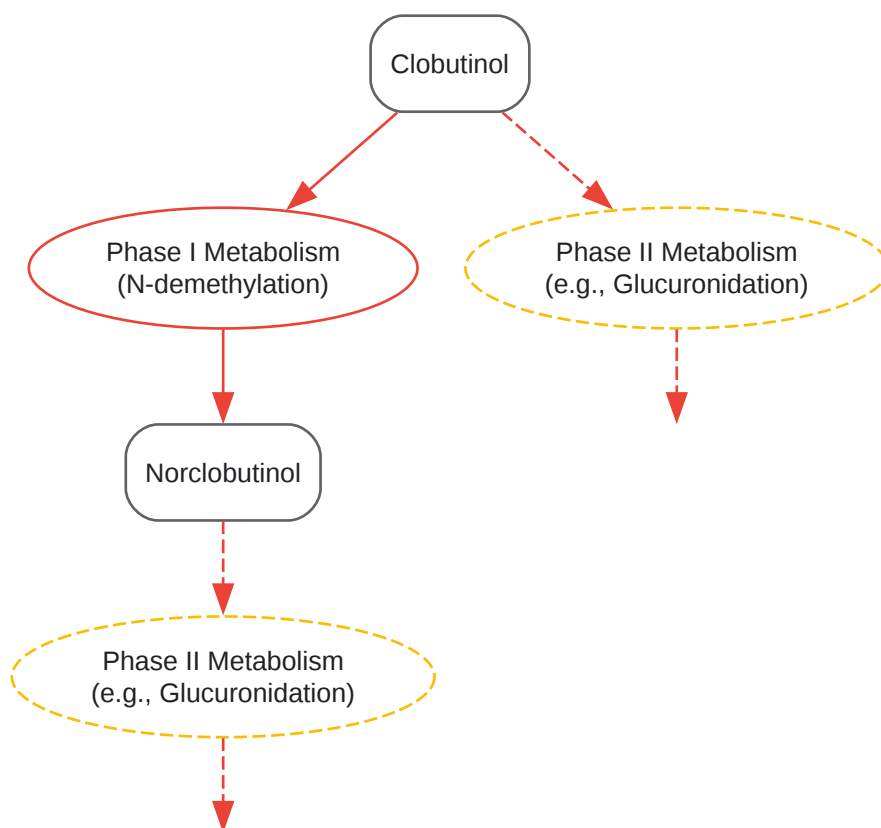 Clobutinol
Phase I Metabolism
(N-demethylation)
Phase II Metabolism
(e.g., Glucuronidation)
Norclobutinol
Phase II Metabolism
(e.g., Glucuronidation)